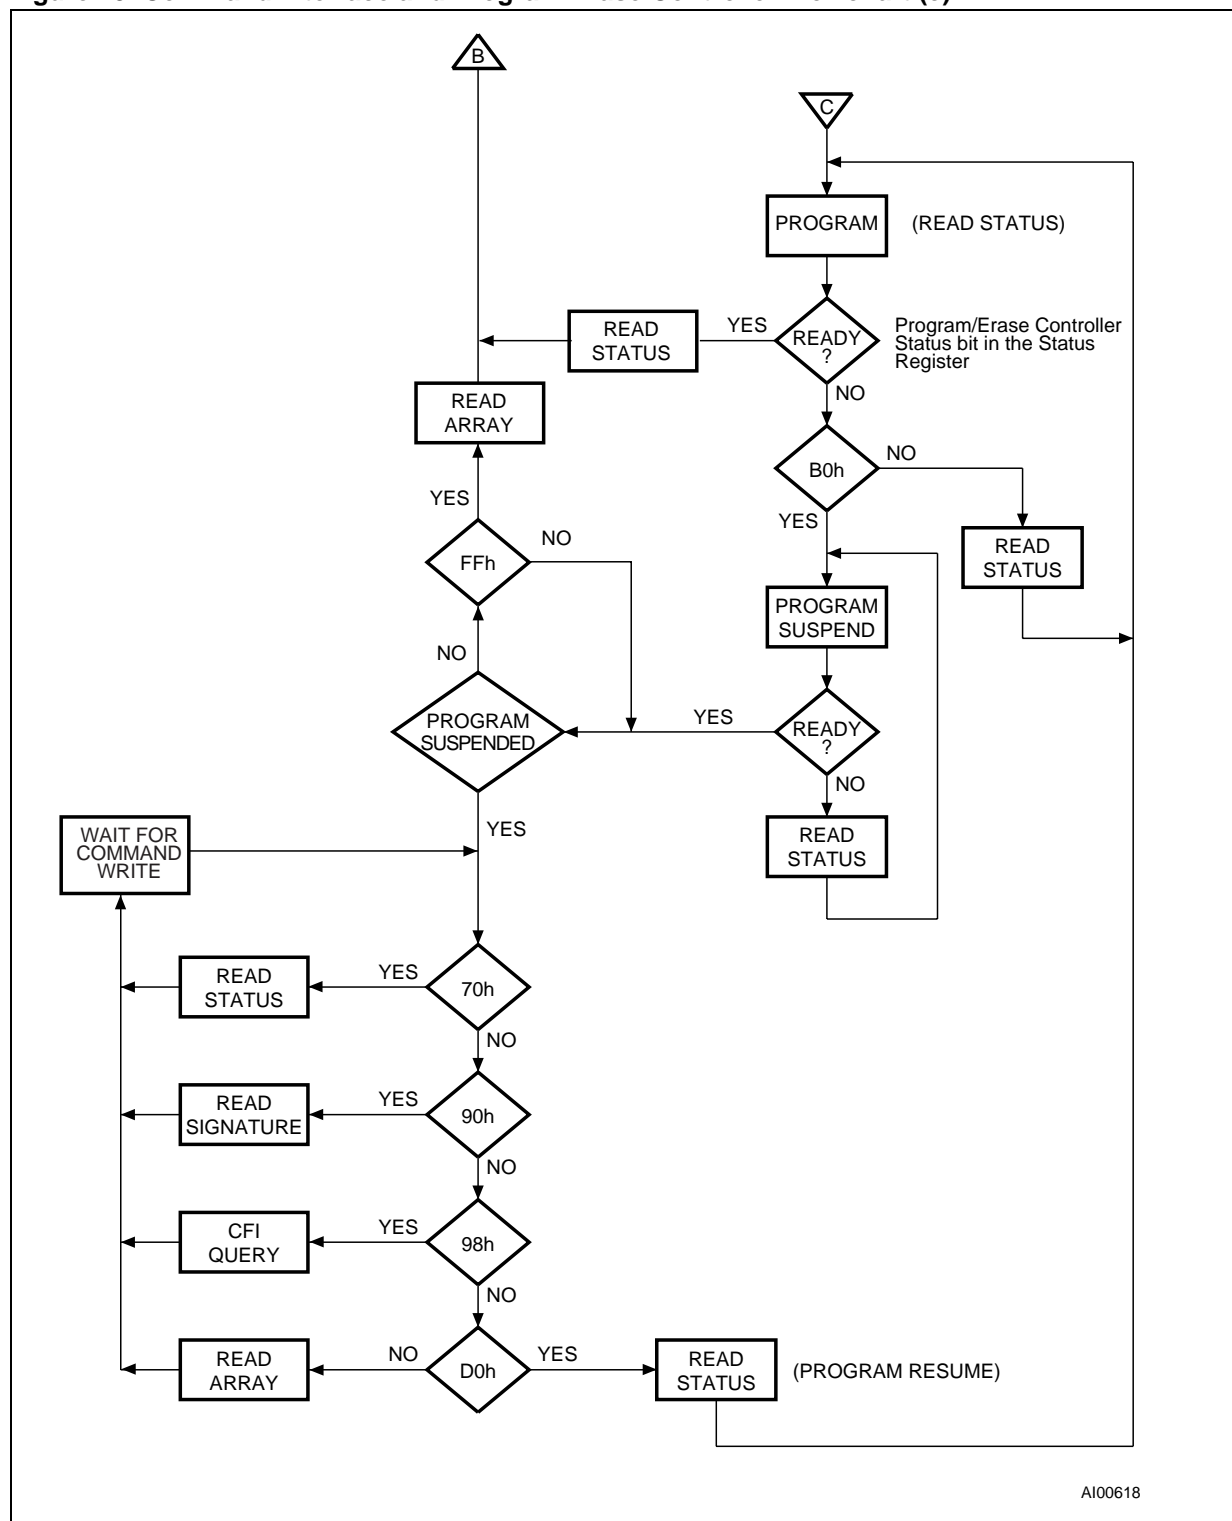 B
C
PROGRAM
(READ STATUS)
READ
STATUS
YES
READY
?
Program/Erase Controller
Status bit in the Status
Register
NO
READ
ARRAY
B0h
NO
YES
YES
FFh
NO
READ
STATUS
PROGRAM
SUSPEND
NO
PROGRAM
SUSPENDED
YES
READY
?
NO
WAIT FOR
COMMAND
WRITE
YES
READ
STATUS
READ
STATUS
YES
70h
NO
READ
SIGNATURE
YES
90h
NO
CFI
QUERY
YES
98h
NO
READ
ARRAY
NO
D0h
YES
READ
STATUS
(PROGRAM RESUME)
AI00618